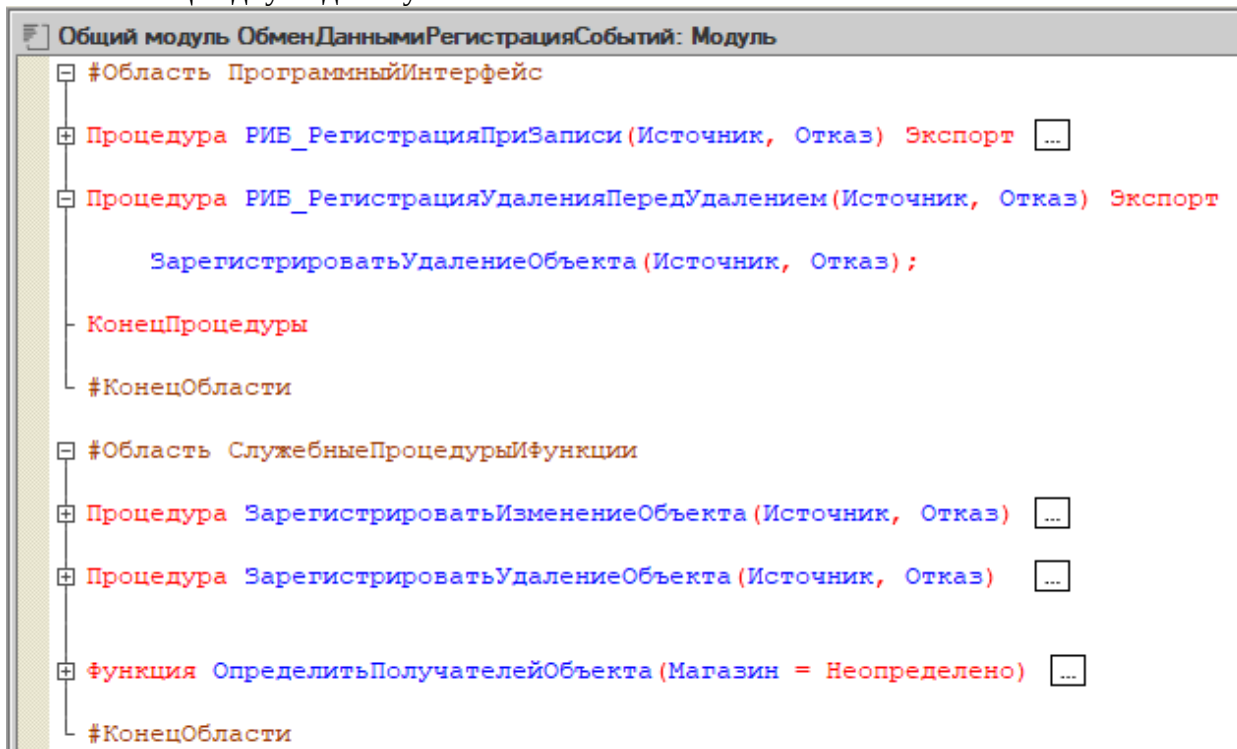 Общий модуль ОбменДаннымиРегистрацияСобытий: Модуль
#Область ПрограммныйИнтерфейс
Процедура РИБ_РегистрацияПриЗаписи(Источник, Отказ) Экспорт ...
Процедура РИБ_РегистрацияУдаленияПередУдалением(Источник, Отказ) Экспорт
ЗарегистрироватьУдалениеОбъекта(Источник, Отказ);
КонецПроцедуры
#КонецОбласти
#Область СлужебныеПроцедурыИФункции
Процедура ЗарегистрироватьИзменениеОбъекта(Источник, Отказ) ...
Процедура ЗарегистрироватьУдалениеОбъекта(Источник, Отказ) ...
Функция ОпределитьПолучателейОбъекта(Магазин = Неопределено) ...
#КонецОбласти